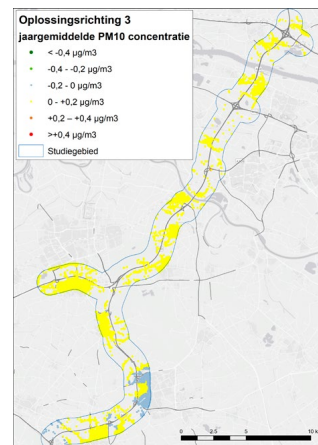 Oplossingsrichting 3
jaargemiddelde PM10 concentratie
< -0,4 µg/m3
-0,4 - -0,2 µg/m3
-0,2 - 0 µg/m3
0 - +0,2 µg/m3
+0,2 – +0,4 µg/m3
>+0,4 µg/m3
Studiegebied
0 2.5 5 10 km